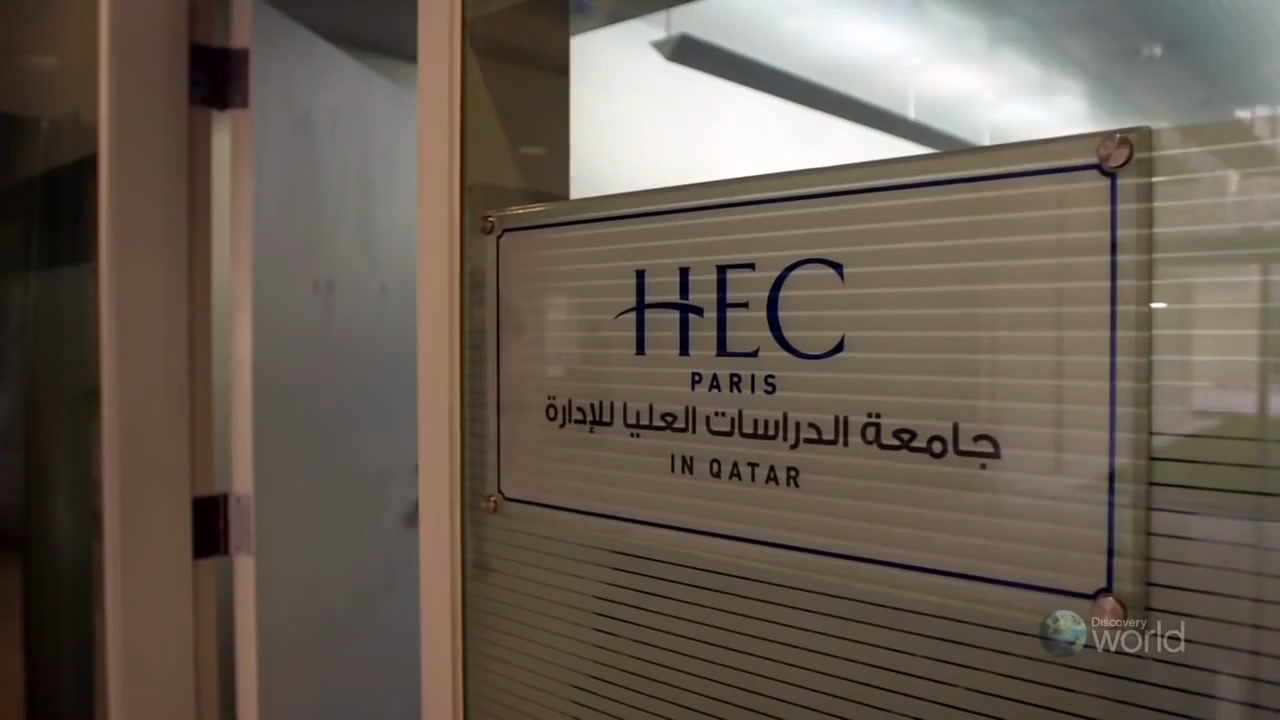 HEC
PARIS
جامعة الدراسات العليا للإدارة
IN QATAR
Discovery
world